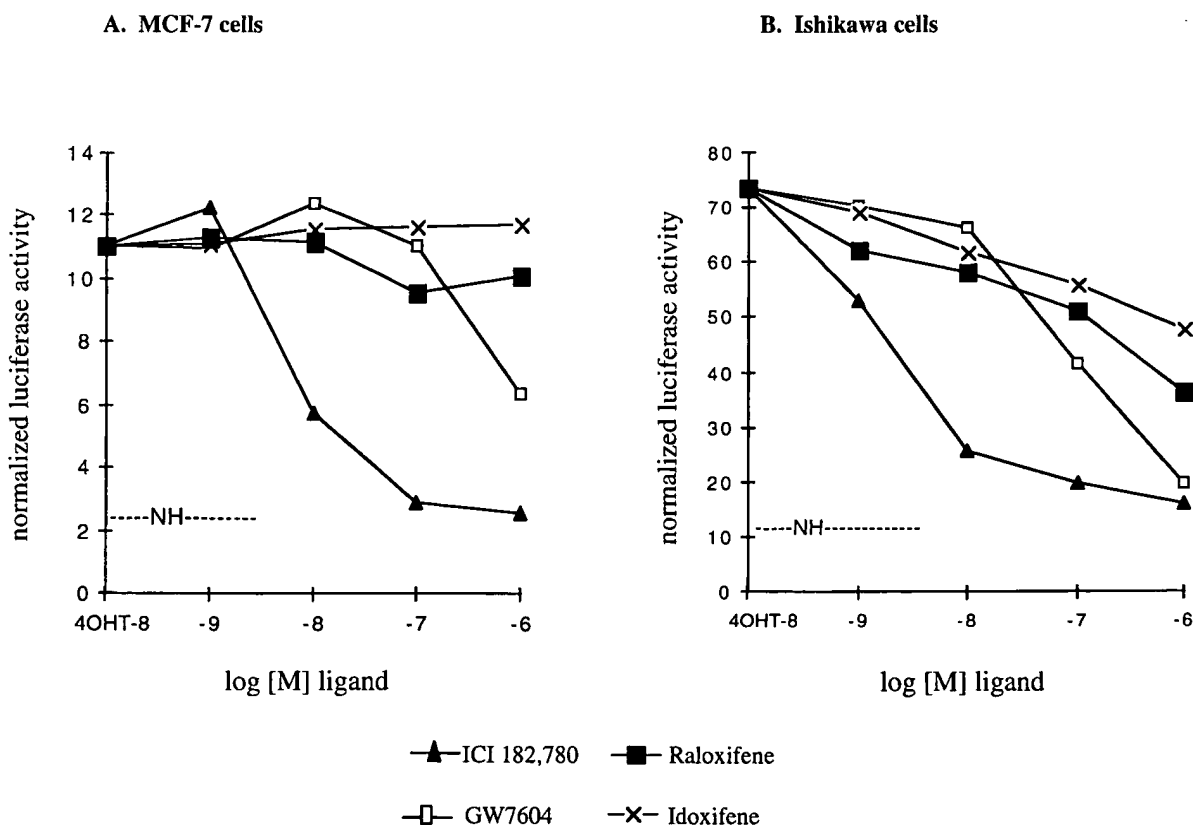 A. MCF-7 cells
B. Ishikawa cells
normalized luciferase activity
14
12
10
8
6
4
2
0
NH
4OHT-8
-9
-8
-7
-6
log [M] ligand
normalized luciferase activity
80
70
60
50
40
30
20
10
0
NH
4OHT-8
-9
-8
-7
-6
log [M] ligand
ICI 182,780
Raloxifene
GW7604
Idoxifene